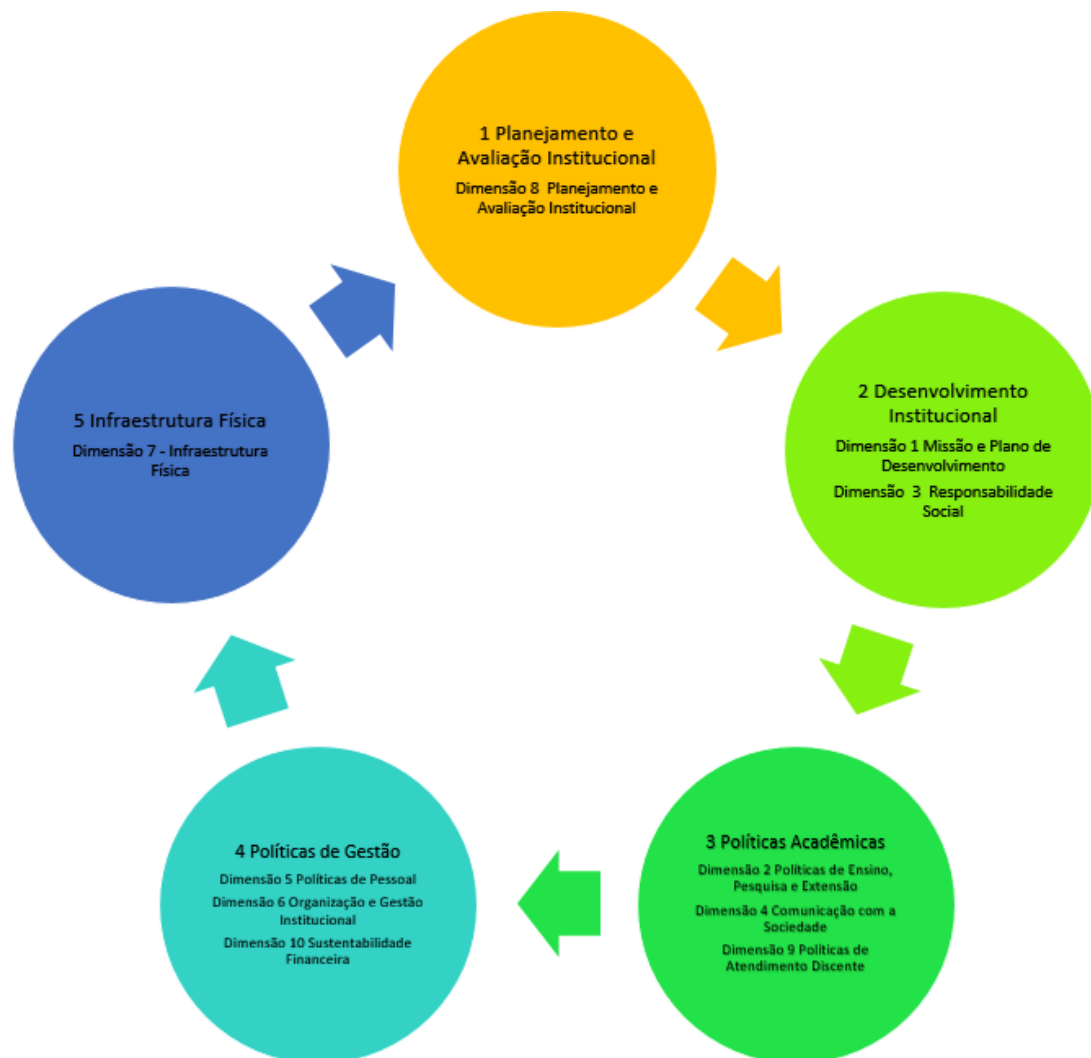 1 Planejamento e
Avaliação Institucional
Dimensão 8 Planejamento e
Avaliação Institucional
2 Desenvolvimento
Institucional
Dimensão 1 Missão e Plano de
Desenvolvimento
Dimensão 3 Responsabilidade
Social
3 Políticas Acadêmicas
Dimensão 2 Políticas de Ensino,
Pesquisa e Extensão
Dimensão 4 Comunicação com a
Sociedade
Dimensão 9 Políticas de
Atendimento Discente
4 Políticas de Gestão
Dimensão 5 Políticas de Pessoal
Dimensão 6 Organização e Gestão
Institucional
Dimensão 10 Sustentabilidade
Financeira
5 Infraestrutura Física
Dimensão 7 - Infraestrutura
Física